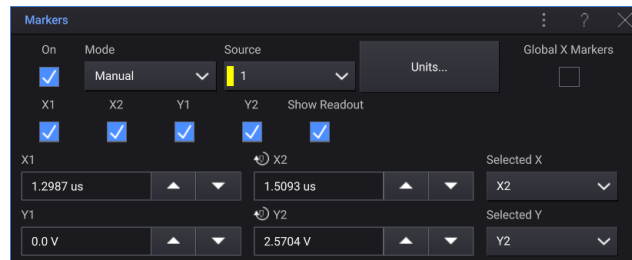 Markers
On Mode Source Units... Global X Markers
Manual 1
X1 X2 Y1 Y2 Show Readout
X1 X2 Selected X
1.2987 us 1.5093 us X2
Y1 Y2 Selected Y
0.0 V 2.5704 V Y2